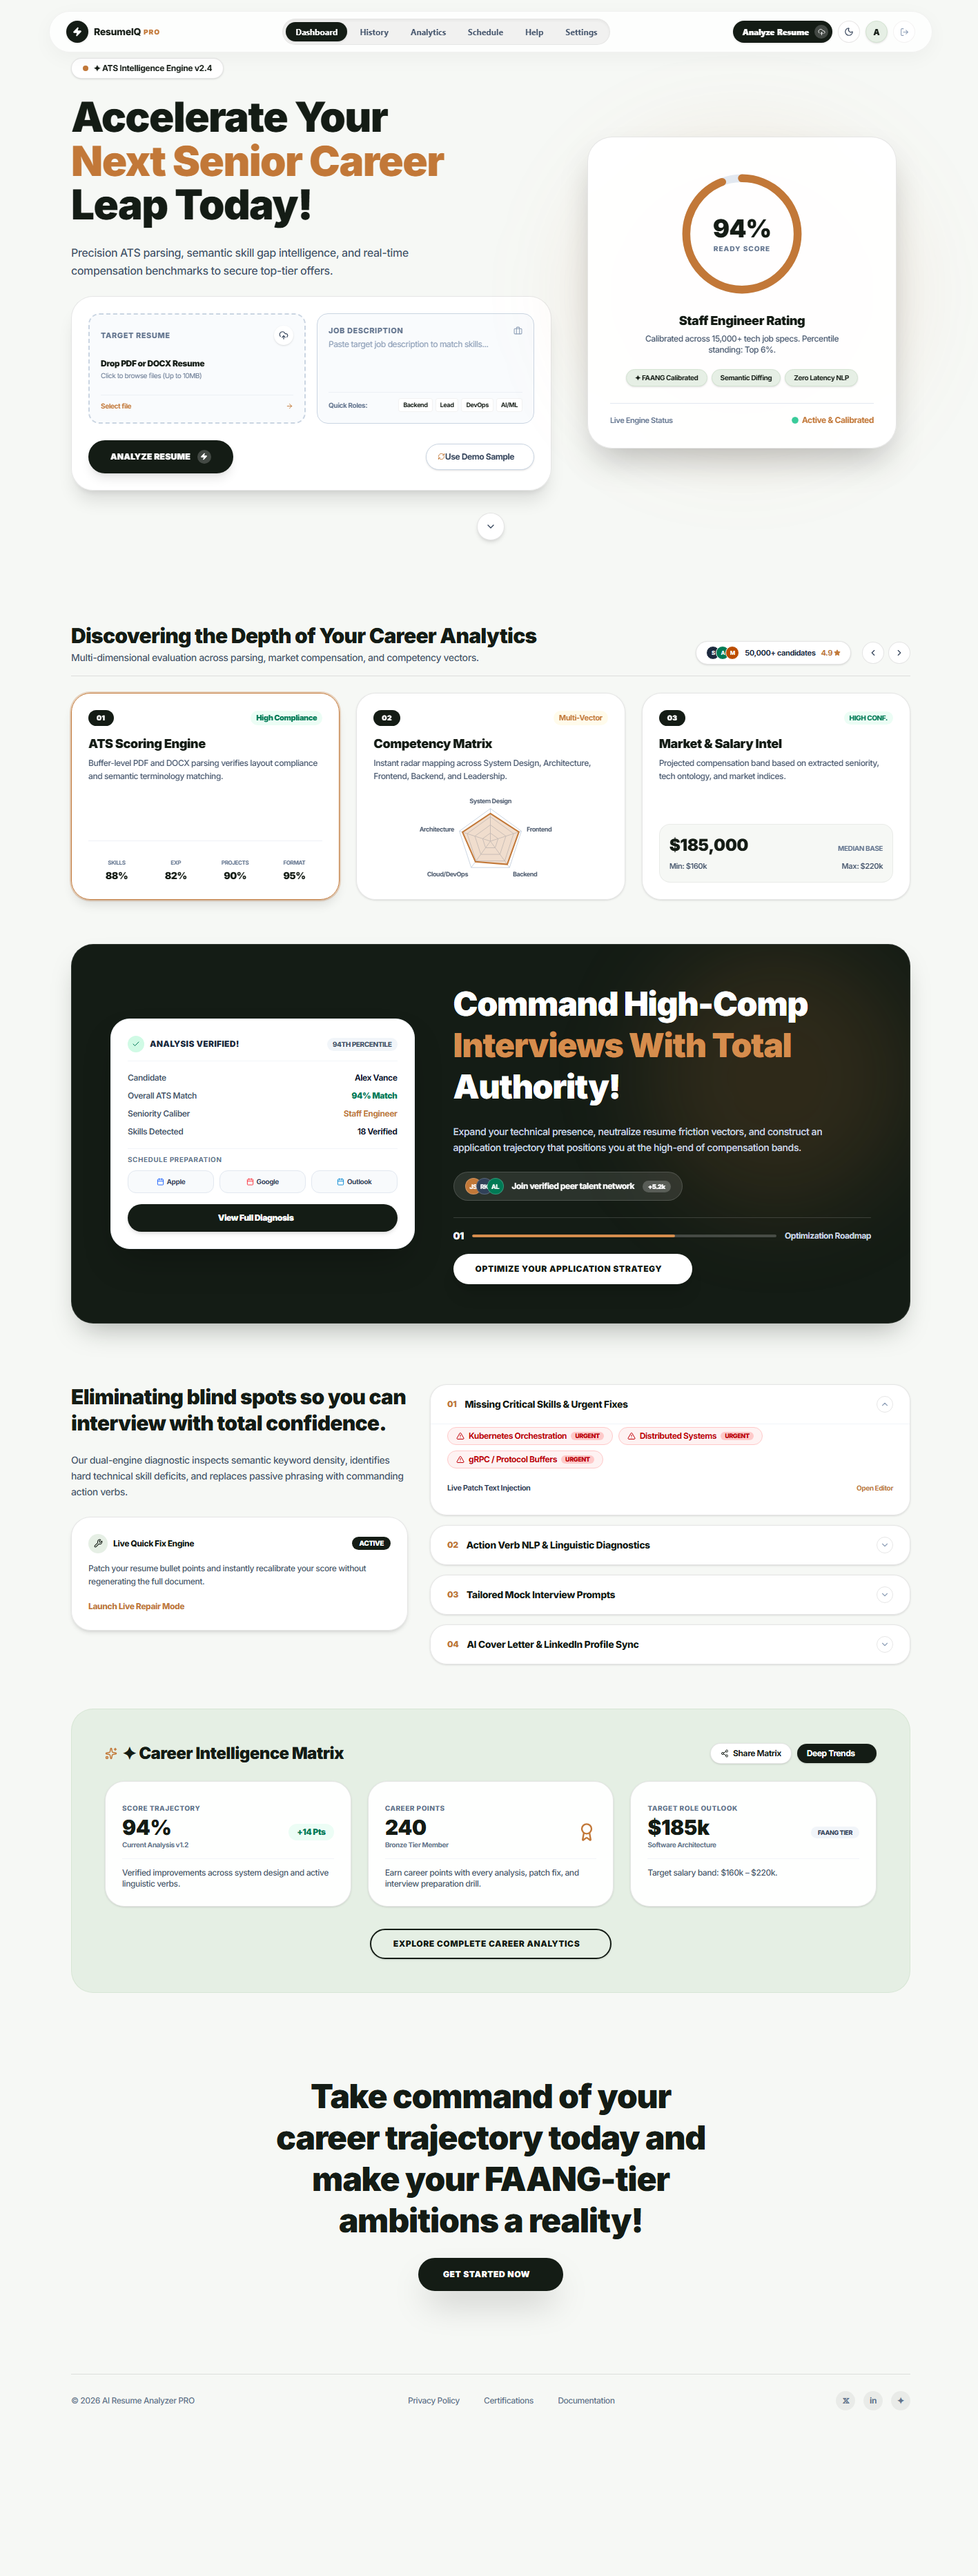 ResumeIQ PRO
Dashboard
History
Analytics
Schedule
Help
Settings
Analyze Resume
A
✦ ATS Intelligence Engine v2.4
Accelerate Your
Next Senior Career
Leap Today!
Precision ATS parsing, semantic skill gap intelligence, and real-time
compensation benchmarks to secure top-tier offers.
TARGET RESUME
Drop PDF or DOCX Resume
Click to browse files (Up to 10MB)
Select file
JOB DESCRIPTION
Paste target job description to match skills...
Quick Roles:
Backend
Lead
DevOps
AI/ML
ANALYZE RESUME
Use Demo Sample
94%
READY SCORE
Staff Engineer Rating
Calibrated across 15,000+ tech job specs. Percentile
standing: Top 6%.
✦ FAANG Calibrated
Semantic Diffing
Zero Latency NLP
Live Engine Status
Active & Calibrated
Discovering the Depth of Your Career Analytics
Multi-dimensional evaluation across parsing, market compensation, and competency vectors.
S
A
M
50,000+ candidates
4.9★
01
High Compliance
ATS Scoring Engine
Buffer-level PDF and DOCX parsing verifies layout compliance
and semantic terminology matching.
SKILLS
EXP
PROJECTS
FORMAT
88%
82%
90%
95%
02
Multi-Vector
Competency Matrix
Instant radar mapping across System Design, Architecture,
Frontend, Backend, and Leadership.
System Design
Architecture
Frontend
Cloud/DevOps
Backend
03
HIGH CONF.
Market & Salary Intel
Projected compensation band based on extracted seniority,
tech ontology, and market indices.
$185,000
MEDIAN BASE
Min: $160k
Max: $220k
ANALYSIS VERIFIED!
94TH PERCENTILE
Candidate
Alex Vance
Overall ATS Match
94% Match
Seniority Caliber
Staff Engineer
Skills Detected
18 Verified
SCHEDULE PREPARATION
Apple
Google
Outlook
View Full Diagnosis
Command High-Comp
Interviews With Total
Authority!
Expand your technical presence, neutralize resume friction vectors, and construct an
application trajectory that positions you at the high-end of compensation bands.
JS
RK
AL
Join verified peer talent network
+5.2k
01
Optimization Roadmap
OPTIMIZE YOUR APPLICATION STRATEGY
Eliminating blind spots so you can
interview with total confidence.
Our dual-engine diagnostic inspects semantic keyword density, identifies
hard technical skill deficits, and replaces passive phrasing with commanding
action verbs.
Live Quick Fix Engine
ACTIVE
Patch your resume bullet points and instantly recalibrate your score without
regenerating the full document.
Launch Live Repair Mode
01 Missing Critical Skills & Urgent Fixes
Kubernetes Orchestration URGENT
Distributed Systems URGENT
gRPC / Protocol Buffers URGENT
Live Patch Text Injection
Open Editor
02 Action Verb NLP & Linguistic Diagnostics
03 Tailored Mock Interview Prompts
04 AI Cover Letter & LinkedIn Profile Sync
✦ Career Intelligence Matrix
Share Matrix
Deep Trends
SCORE TRAJECTORY
94%
Current Analysis v1.2
+14 Pts
Verified improvements across system design and active
linguistic verbs.
CAREER POINTS
240
Bronze Tier Member
Earn career points with every analysis, patch fix, and
interview preparation drill.
TARGET ROLE OUTLOOK
$185k
Software Architecture
FAANG TIER
Target salary band: $160k – $220k.
EXPLORE COMPLETE CAREER ANALYTICS
Take command of your
career trajectory today and
make your FAANG-tier
ambitions a reality!
GET STARTED NOW
© 2026 AI Resume Analyzer PRO
Privacy Policy
Certifications
Documentation
𝕏
in
✦